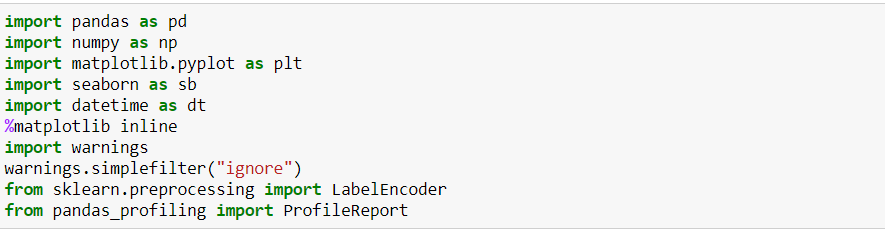 import pandas as pd
import numpy as np
import matplotlib.pyplot as plt
import seaborn as sb
import datetime as dt
%matplotlib inline
import warnings
warnings.simplefilter("ignore")
from sklearn.preprocessing import LabelEncoder
from pandas_profiling import ProfileReport